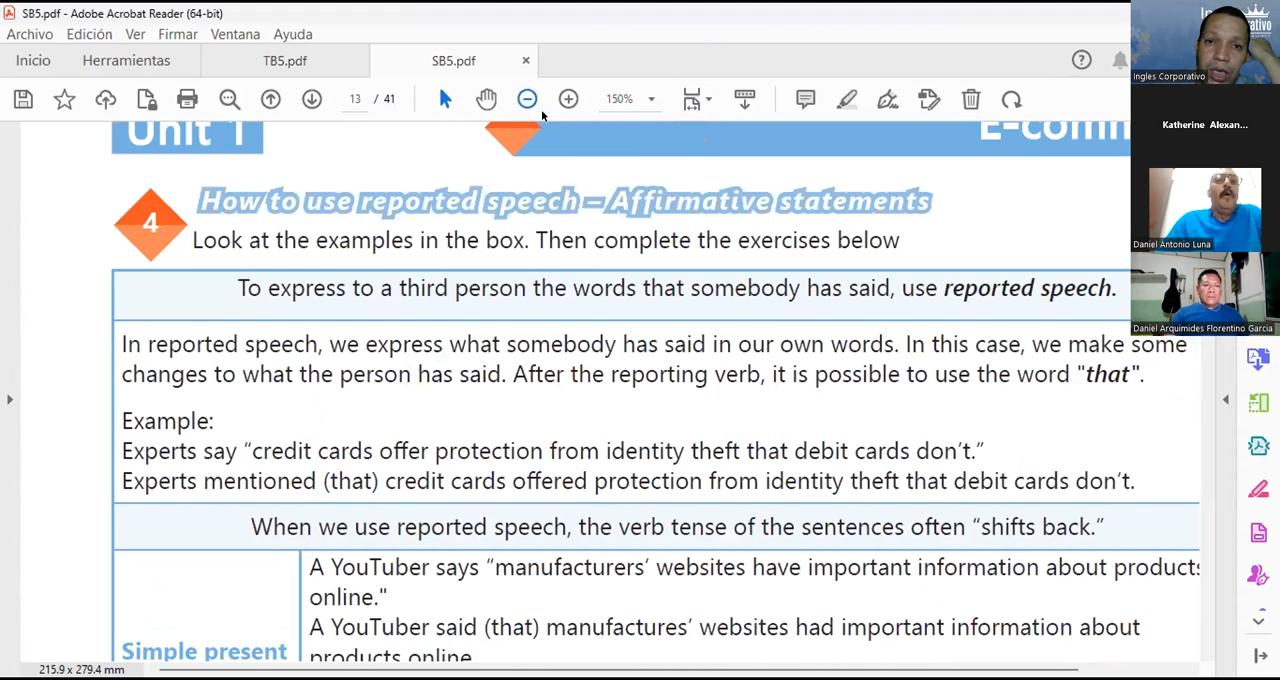 SB5.pdf - Adobe Acrobat Reader (64-bit)
Archivo Edición Ver Firmar Ventana Ayuda
Inicio Herramientas TB5.pdf SB5.pdf ×
13 / 41 150%
Ingles Corporativo
Katherine Alexan...
Daniel Antonio Luna
Daniel Arquimides Florentino Garcia
Unit 1 E-comm
4 How to use reported speech – Affirmative statements
Look at the examples in the box. Then complete the exercises below
To express to a third person the words that somebody has said, use reported speech.
In reported speech, we express what somebody has said in our own words. In this case, we make some
changes to what the person has said. After the reporting verb, it is possible to use the word "that".
Example:
Experts say “credit cards offer protection from identity theft that debit cards don’t.”
Experts mentioned (that) credit cards offered protection from identity theft that debit cards don’t.
When we use reported speech, the verb tense of the sentences often “shifts back.”
A YouTuber says “manufacturers’ websites have important information about products
online."
A YouTuber said (that) manufactures’ websites had important information about
Simple present
products online
215.9 x 279.4 mm